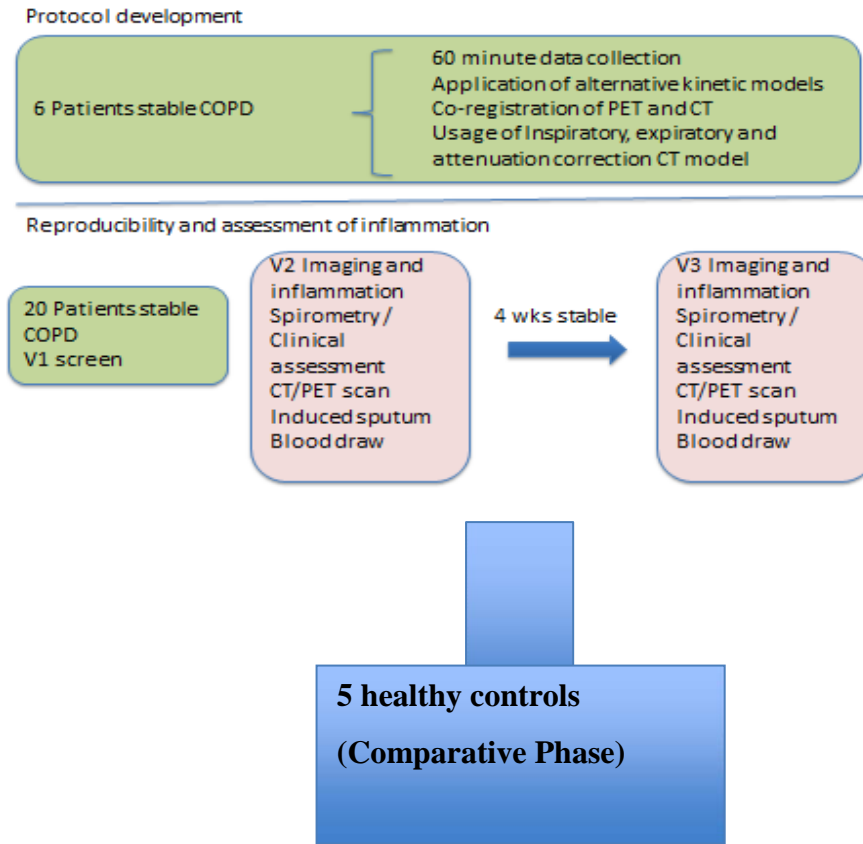 Protocol development
6 Patients stable COPD
60 minute data collection
Application of alternative kinetic models
Co-registration of PET and CT
Usage of Inspiratory, expiratory and
attenuation correction CT model
Reproducibility and assessment of inflammation
20 Patients stable
COPD
V1 screen
V2 Imaging and
inflammation
Spirometry /
Clinical
assessment
CT/PET scan
Induced sputum
Blood draw
4 wks stable
V3 Imaging and
inflammation
Spirometry /
Clinical
assessment
CT/PET scan
Induced sputum
Blood draw
5 healthy controls
(Comparative Phase)